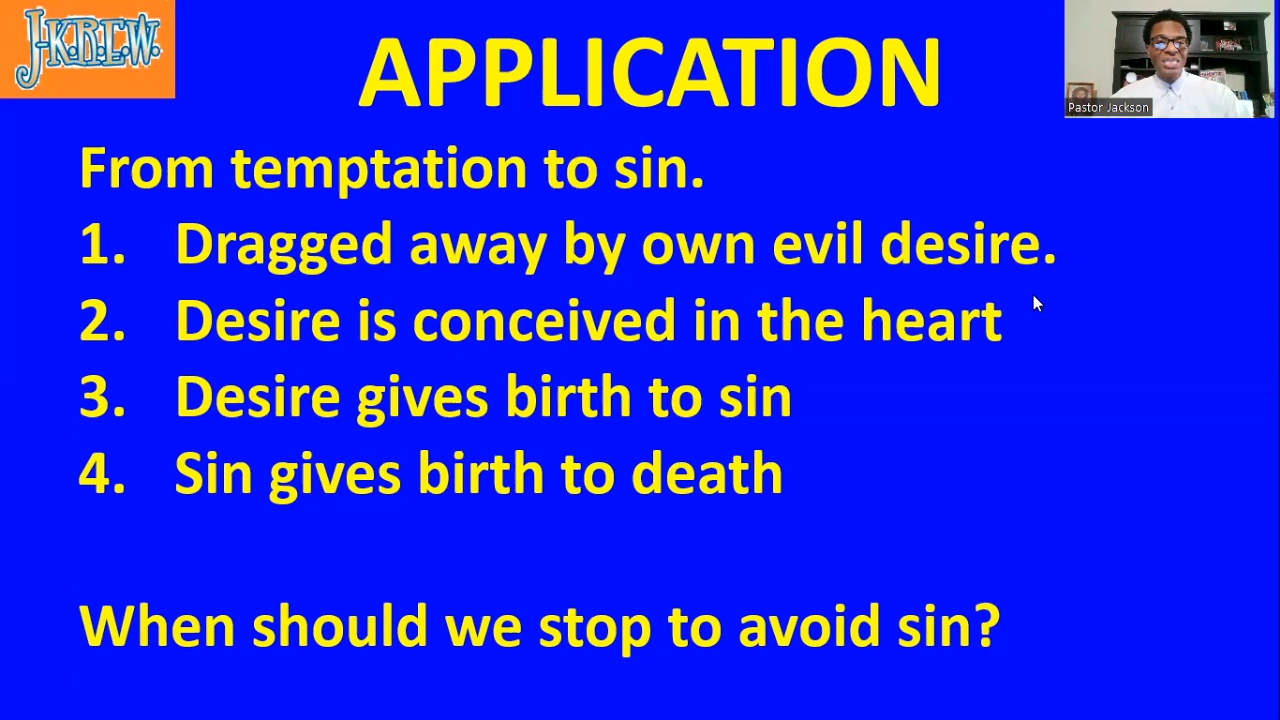 J-K.R.E.W.
APPLICATION
Pastor Jackson
From temptation to sin.
1. Dragged away by own evil desire.
2. Desire is conceived in the heart
3. Desire gives birth to sin
4. Sin gives birth to death
When should we stop to avoid sin?